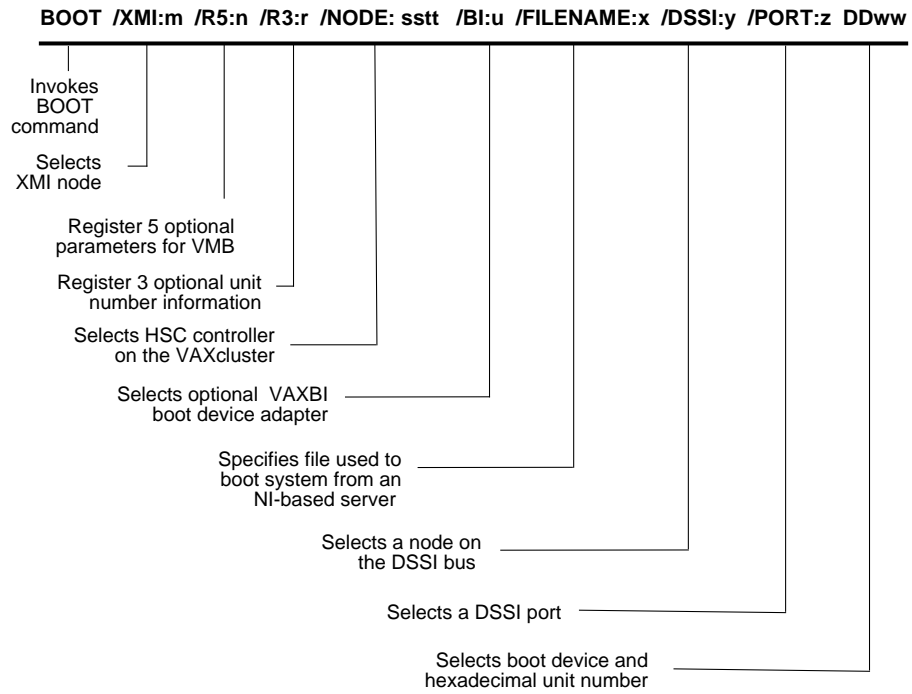 BOOT /XMI:m /R5:n /R3:r /NODE: sstt /BI:u /FILENAME:x /DSSI:y /PORT:z DDww
Invokes
BOOT
command
Selects
XMI node
Register 5 optional
parameters for VMB
Register 3 optional unit
number information
Selects HSC controller
on the VAXcluster
Selects optional VAXBI
boot device adapter
Specifies file used to
boot system from an
NI-based server
Selects a node on
the DSSI bus
Selects a DSSI port
Selects boot device and
hexadecimal unit number